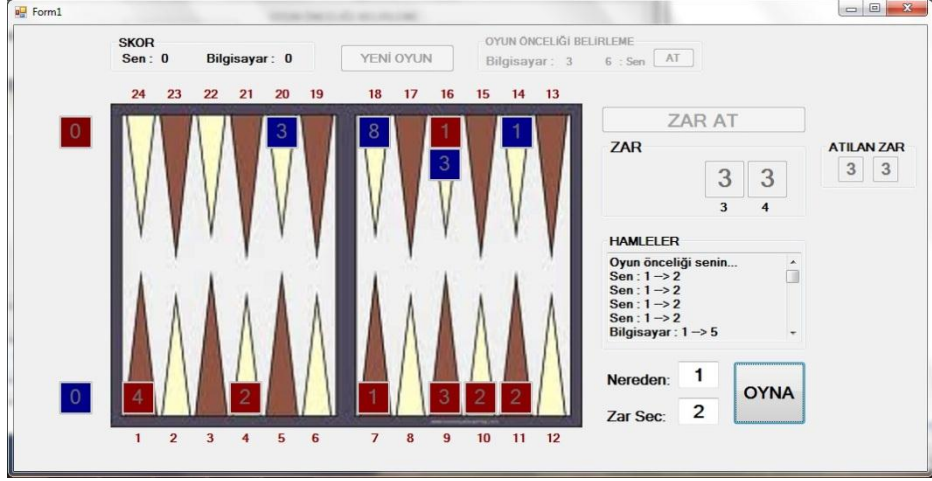 Form1
SKOR
Sen : 0 Bilgisayar : 0
YENİ OYUN
OYUN ÖNCELİĞİ BELİRLEME
Bilgisayar : 3 6 : Sen AT
24 23 22 21 20 19 18 17 16 15 14 13
0
3 8 1 1
3
ZAR AT
ZAR
3 3
3 4
ATILAN ZAR
3 3
HAMLELER
Oyun önceliği senin...
Sen : 1 --> 2
Sen : 1 --> 2
Sen : 1 --> 2
Sen : 1 --> 2
Bilgisayar : 1 --> 5
0
4 2 1 3 2 2
1 2 3 4 5 6 7 8 9 10 11 12
Nereden: 1
Zar Sec: 2
OYNA